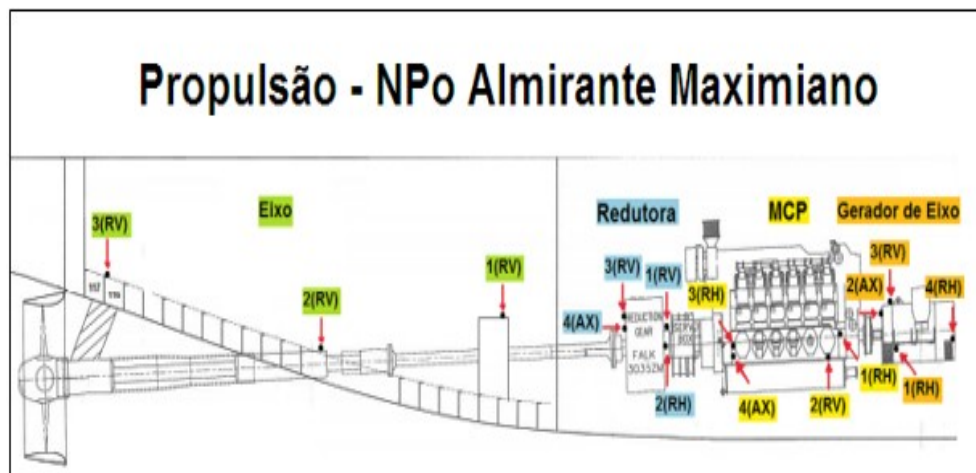 Propulsão - NPo Almirante Maximiano
Eixo
Redutora
MCP
Gerador de Eixo
3(RV)
2(RV)
1(RV)
3(RV)
1(RV)
4(AX)
2(RH)
3(RH)
4(AX)
2(RV)
1(RH)
3(RV)
2(AX)
4(RH)
1(RH)
REDUCTION
GEAR
FALK
SERVO
BOX